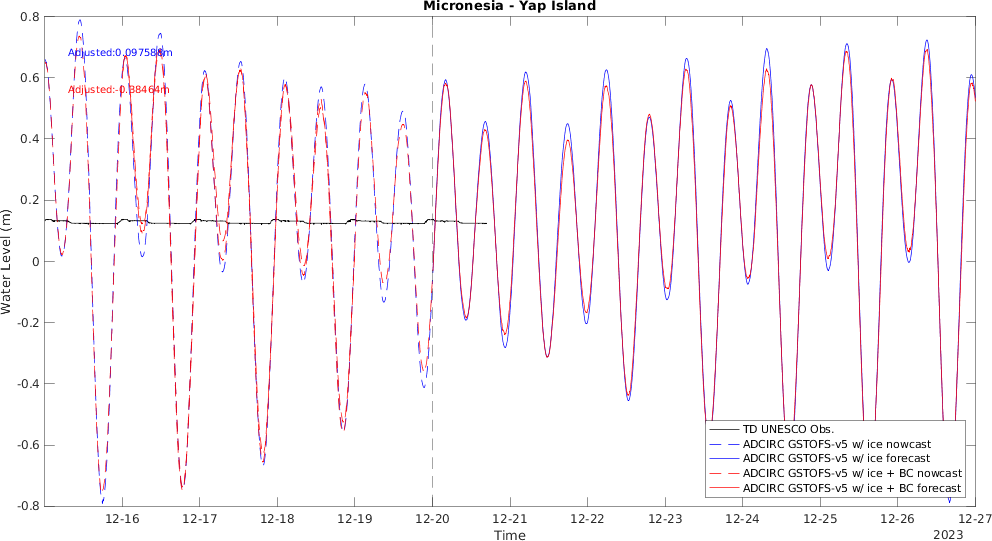 Micronesia - Yap Island
Adjusted:0.097588m
Adjusted:-0.38464m
Water Level (m)
0.8
0.6
0.4
0.2
0
-0.2
-0.4
-0.6
-0.8
TD UNESCO Obs.
ADCIRC GSTOFS-v5 w/ ice nowcast
ADCIRC GSTOFS-v5 w/ ice forecast
ADCIRC GSTOFS-v5 w/ ice + BC nowcast
ADCIRC GSTOFS-v5 w/ ice + BC forecast
12-16 12-17 12-18 12-19 12-20 12-21 12-22 12-23 12-24 12-25 12-26 12-27
Time
2023